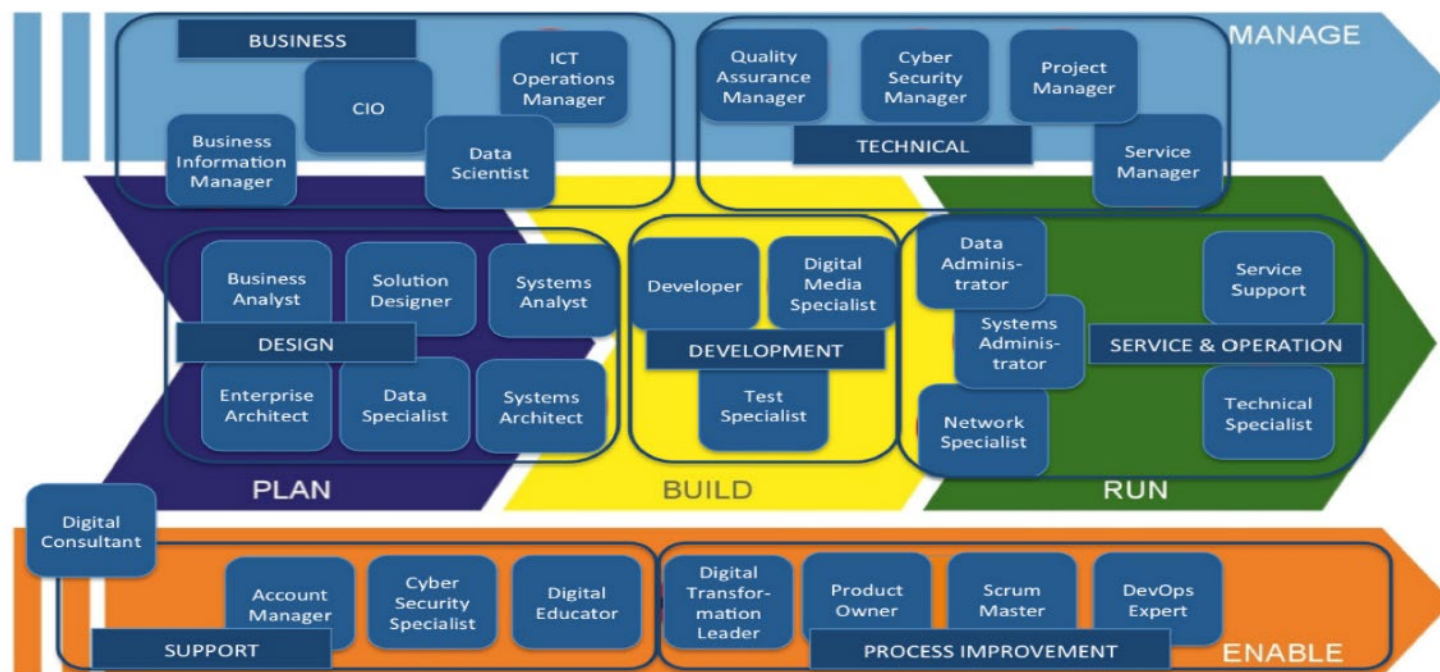 MANAGE
BUSINESS
CIO
ICT
Operations
Manager
Business
Information
Manager
Data
Scientist
Quality
Assurance
Manager
Cyber
Security
Manager
Project
Manager
TECHNICAL
Service
Manager
Business
Analyst
Solution
Designer
Systems
Analyst
DESIGN
Enterprise
Architect
Data
Specialist
Systems
Architect
PLAN
Developer
Digital
Media
Specialist
DEVELOPMENT
Test
Specialist
BUILD
Data
Adminis-
trator
Systems
Adminis-
trator
Network
Specialist
Service
Support
SERVICE & OPERATION
Technical
Specialist
RUN
Digital
Consultant
Account
Manager
Cyber
Security
Specialist
Digital
Educator
SUPPORT
Digital
Transfor-
mation
Leader
Product
Owner
Scrum
Master
DevOps
Expert
PROCESS IMPROVEMENT
ENABLE